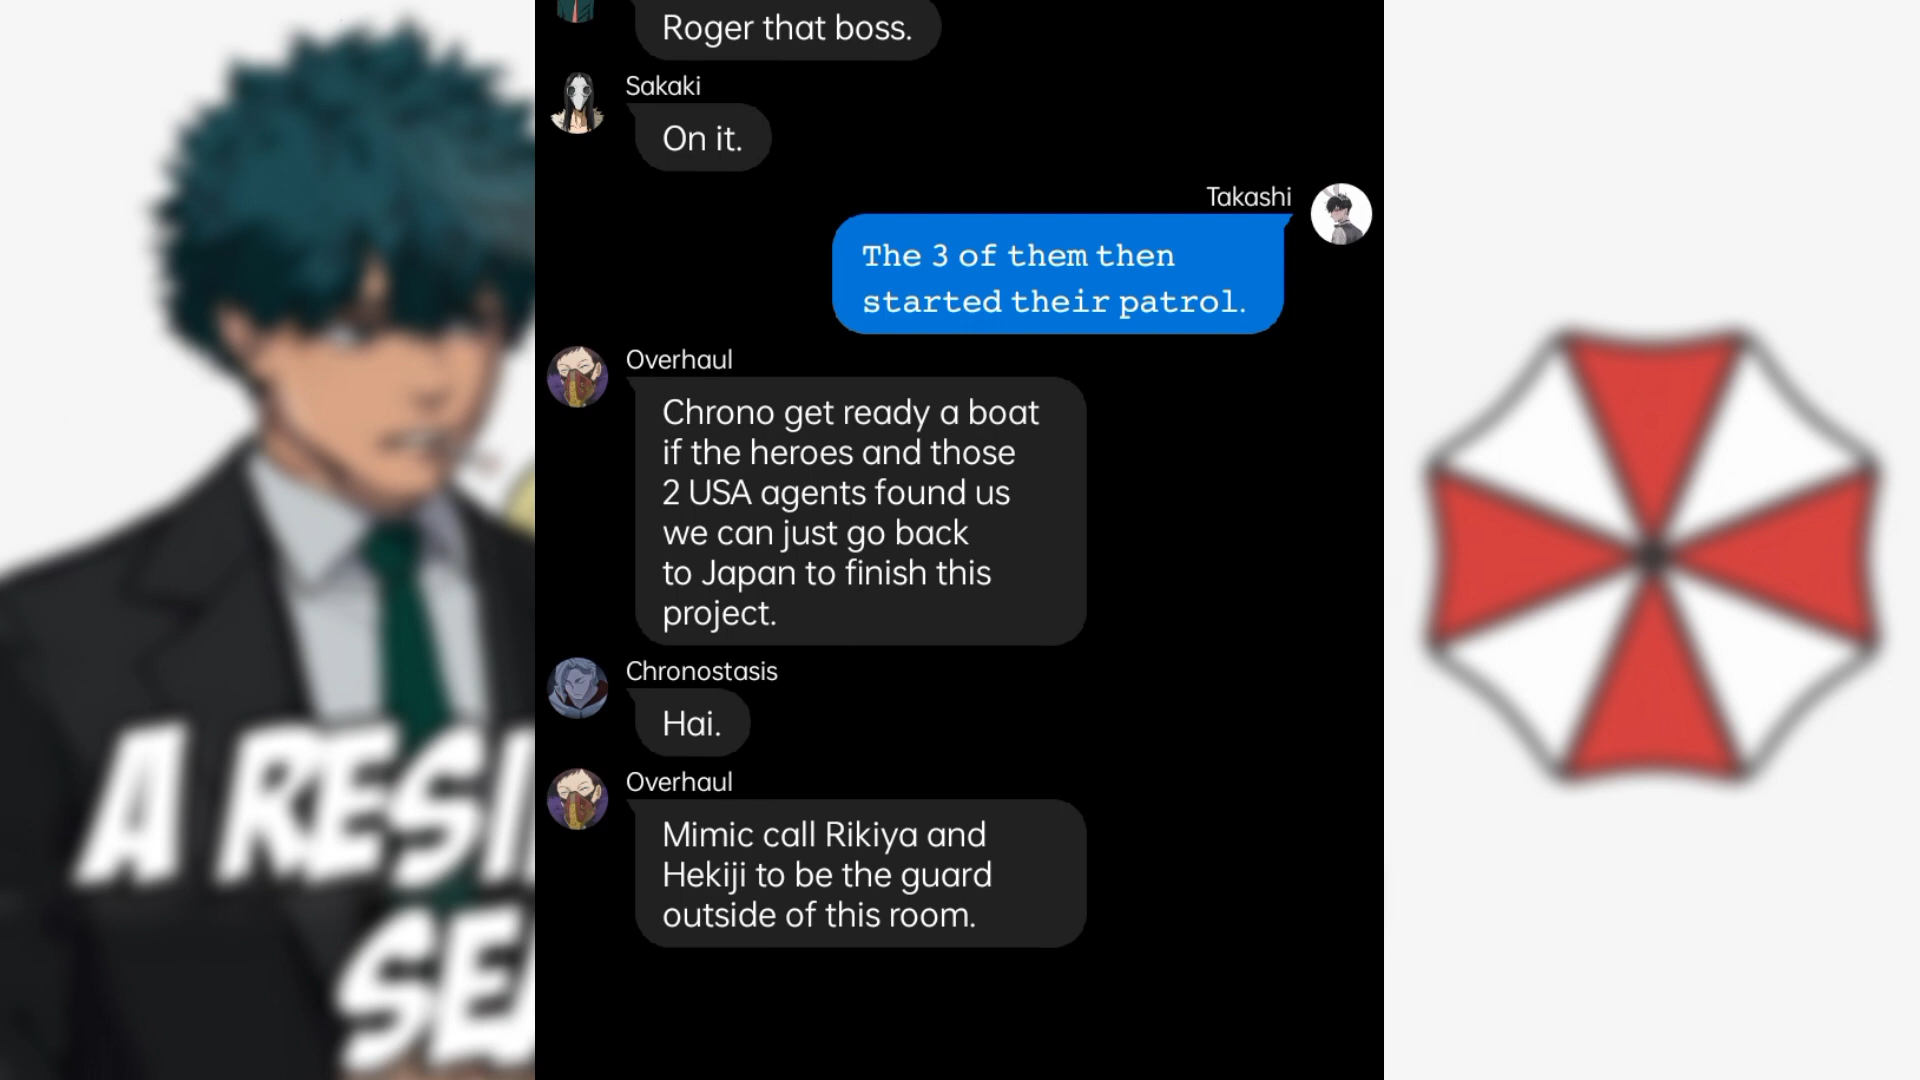 Roger that boss.
Sakaki
On it.
Takashi
The 3 of them then
started their patrol.
Overhaul
Chrono get ready a boat
if the heroes and those
2 USA agents found us
we can just go back
to Japan to finish this
project.
Chronostasis
Hai.
Overhaul
Mimic call Rikiya and
Hekiji to be the guard
outside of this room.
A RESI
SE